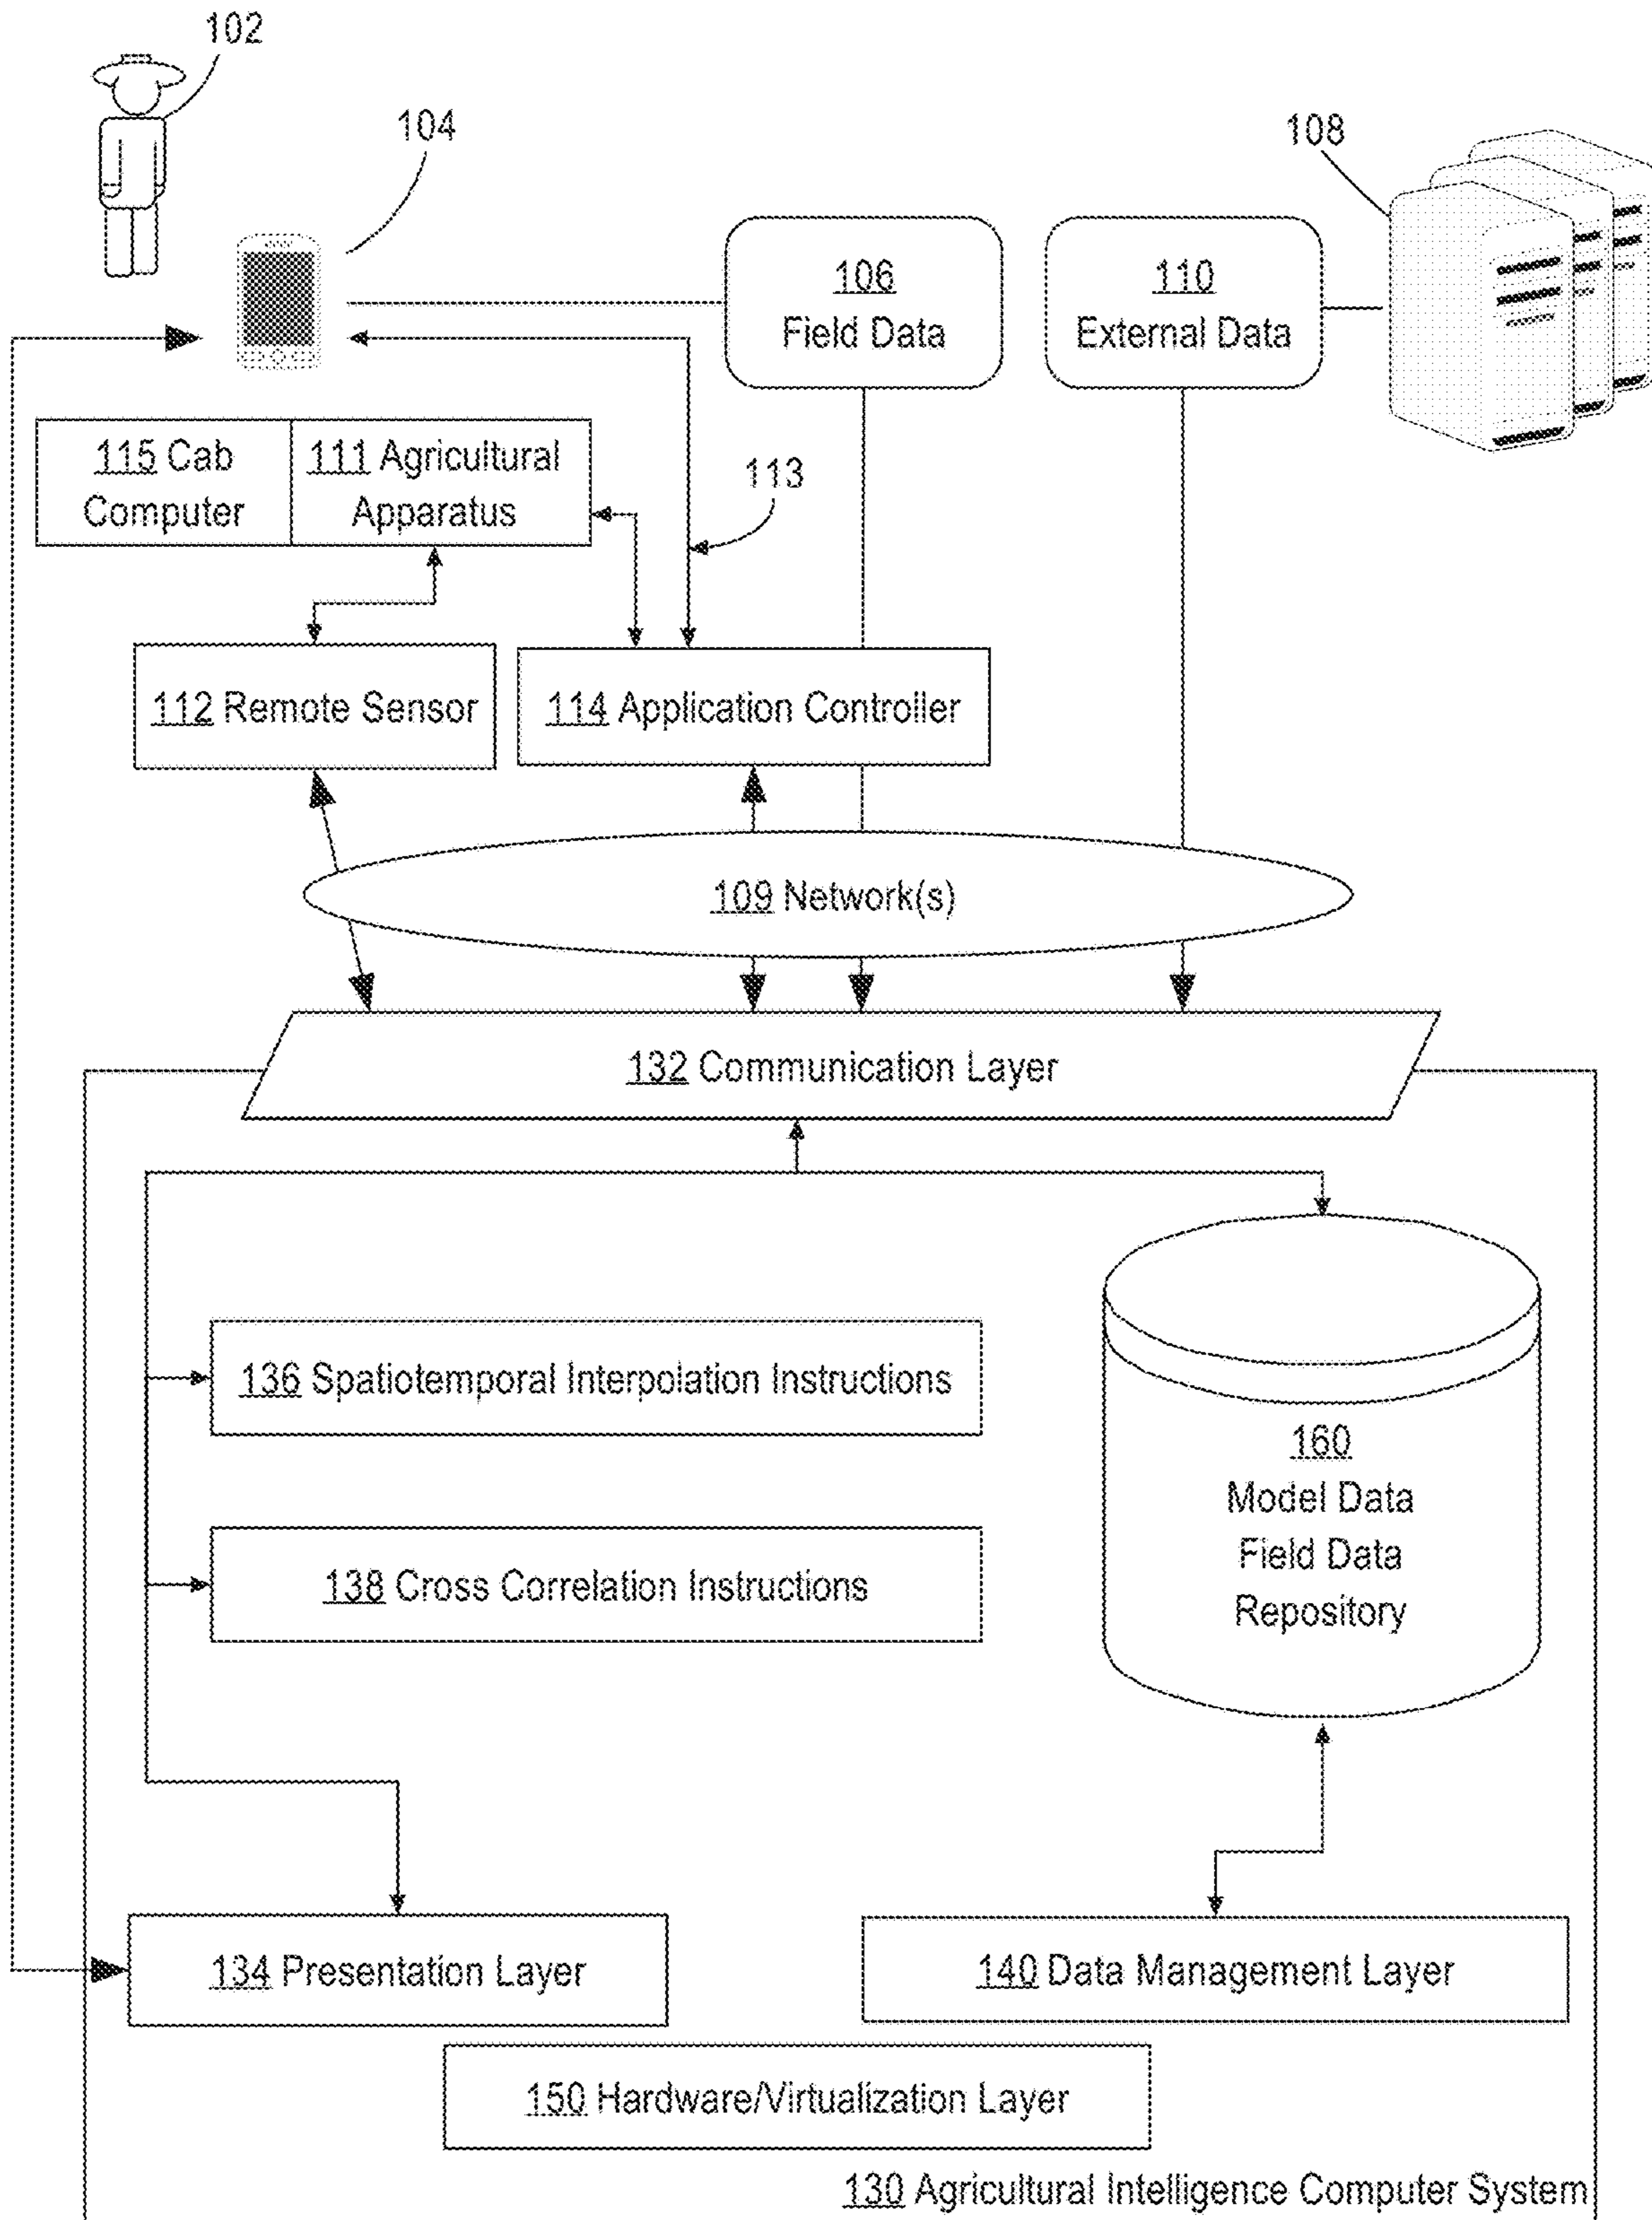 102
104
108
106
Field Data
110
External Data
115 Cab
Computer
111 Agricultural
Apparatus
113
112 Remote Sensor
114 Application Controller
109 Network(s)
132 Communication Layer
136 Spatiotemporal Interpolation Instructions
138 Cross Correlation Instructions
160
Model Data
Field Data
Repository
134 Presentation Layer
140 Data Management Layer
150 Hardware/Virtualization Layer
130 Agricultural Intelligence Computer System